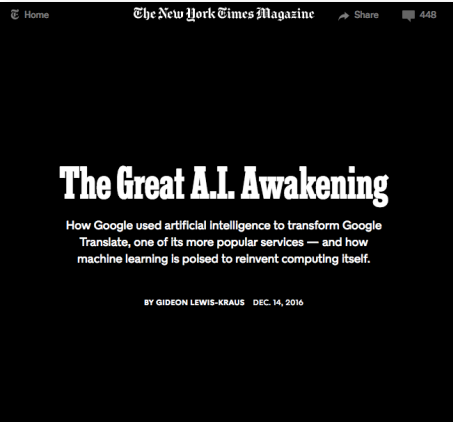 Home The New York Times Magazine Share 448
The Great A.I. Awakening
How Google used artificial intelligence to transform Google
Translate, one of its more popular services — and how
machine learning is poised to reinvent computing itself.
BY GIDEON LEWIS-KRAUS DEC. 14, 2016